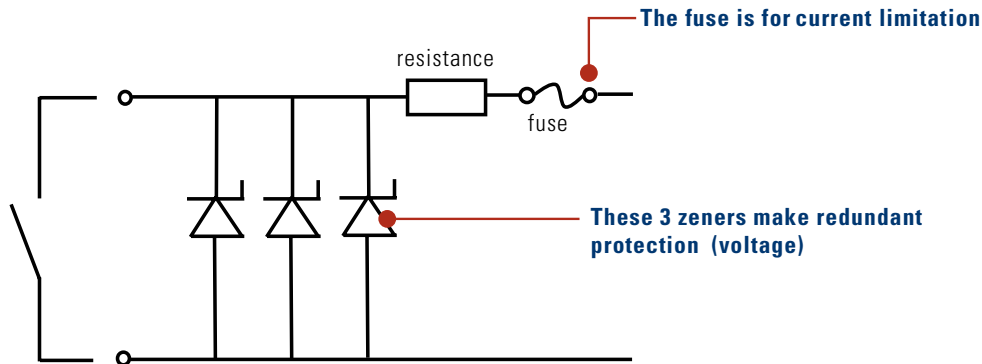 The fuse is for current limitation
resistance
fuse
These 3 zeners make redundant
protection (voltage)